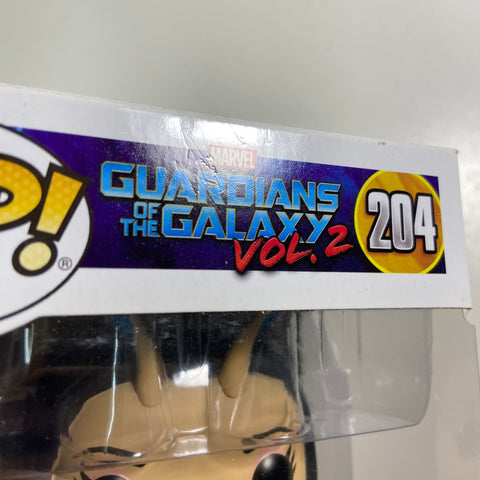 P!
®
MARVEL
GUARDIANS
OF THE GALAXY
VOL. 2
204